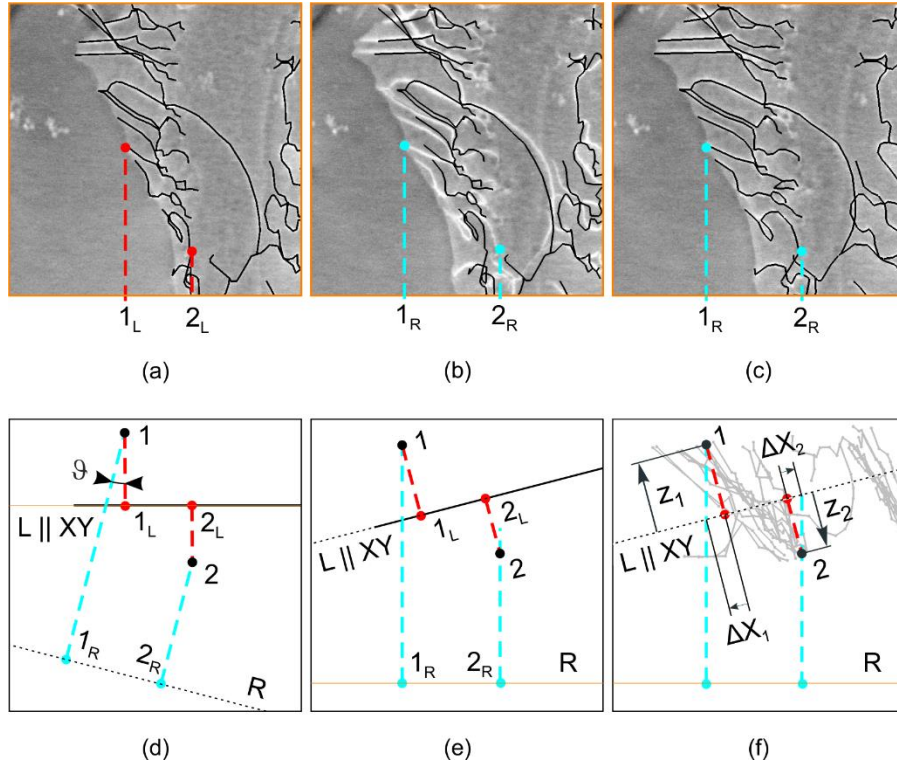 1L 2L
1R 2R
1R 2R
(a) (b) (c)
1
ϑ
L || XY
1L
2L
2
1R
2R
R
1
L || XY
1L
2L
2
1R
2R
R
1
Z1
ΔX2
Z2
L || XY
ΔX1
2
R
(d) (e) (f)